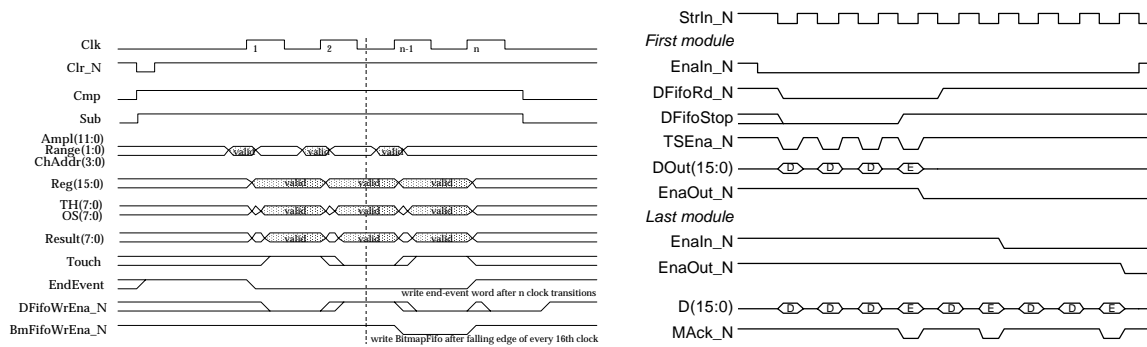 Clk 1 2 n-1 n
Clr_N
Cmp
Sub
Ampl(11:0)
Range(1:0) valid valid valid
ChAddr(3:0)
Reg(15:0) valid valid valid
TH(7:0) valid valid valid
OS(7:0)
Result(7:0) valid valid valid
Touch
EndEvent
write end-event word after n clock transitions
DFifoWrEna_N
BmFifoWrEna_N
write BitmapFifo after falling edge of every 16th clock
StrIn_N
First module
EnaIn_N
DFifoRd_N
DFifoStop
TSEna_N
DOut(15:0) D D D E
EnaOut_N
Last module
EnaIn_N
EnaOut_N
D(15:0) D D D E D E D D E
MAck_N